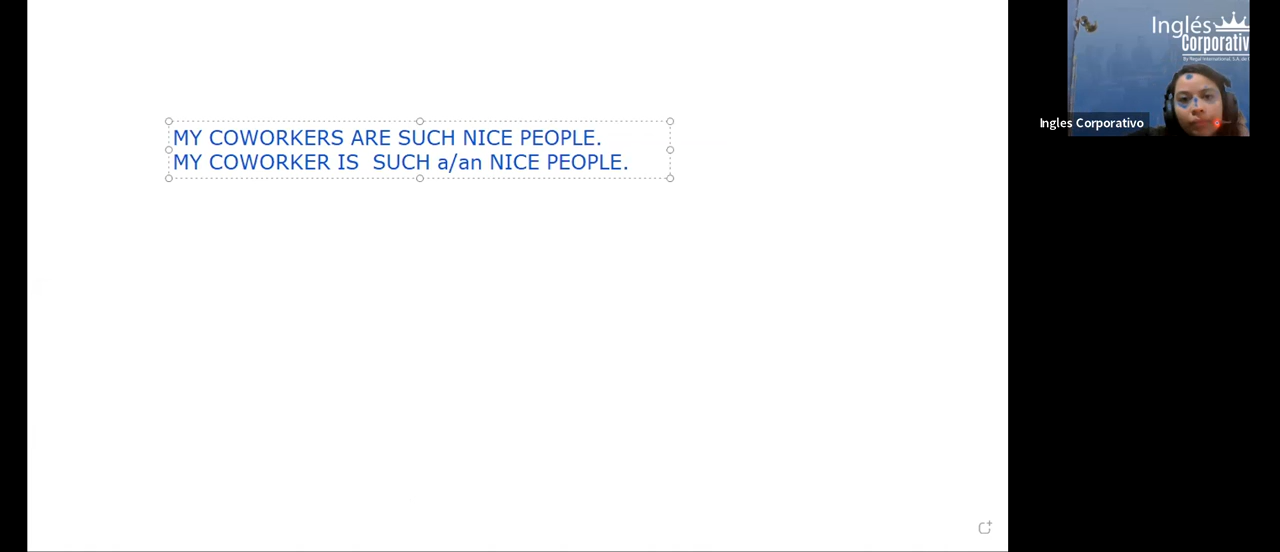 MY COWORKERS ARE SUCH NICE PEOPLE.
MY COWORKER IS  SUCH a/an NICE PEOPLE.
Inglés
Corporativ
Ingles Corporativo